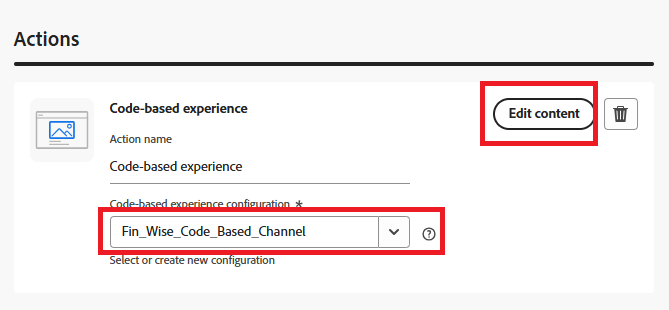 Actions
Code-based experience
Edit content
Action name
Code-based experience
Code-based experience configuration *
Fin_Wise_Code_Based_Channel
Select or create new configuration